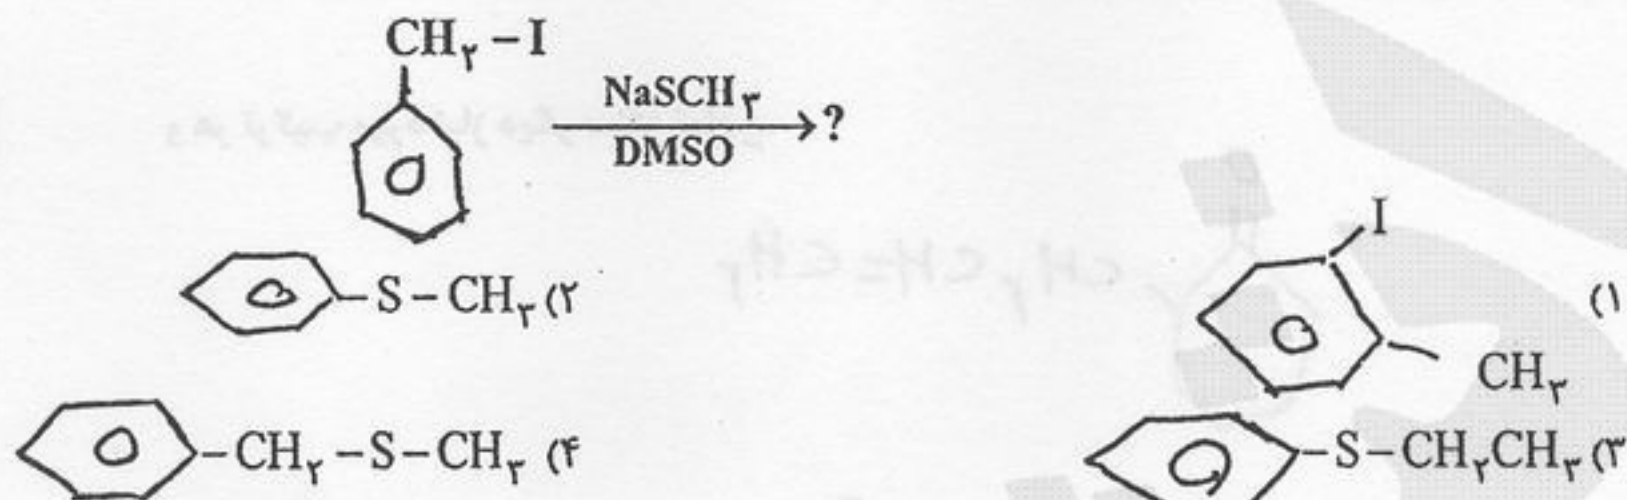 CH۲ – I
NaSCH۳
DMSO
?
I
CH۳
(۱
S – CH۳ (۲
S – CH۲CH۳ (۳
CH۲ – S – CH۳ (۴